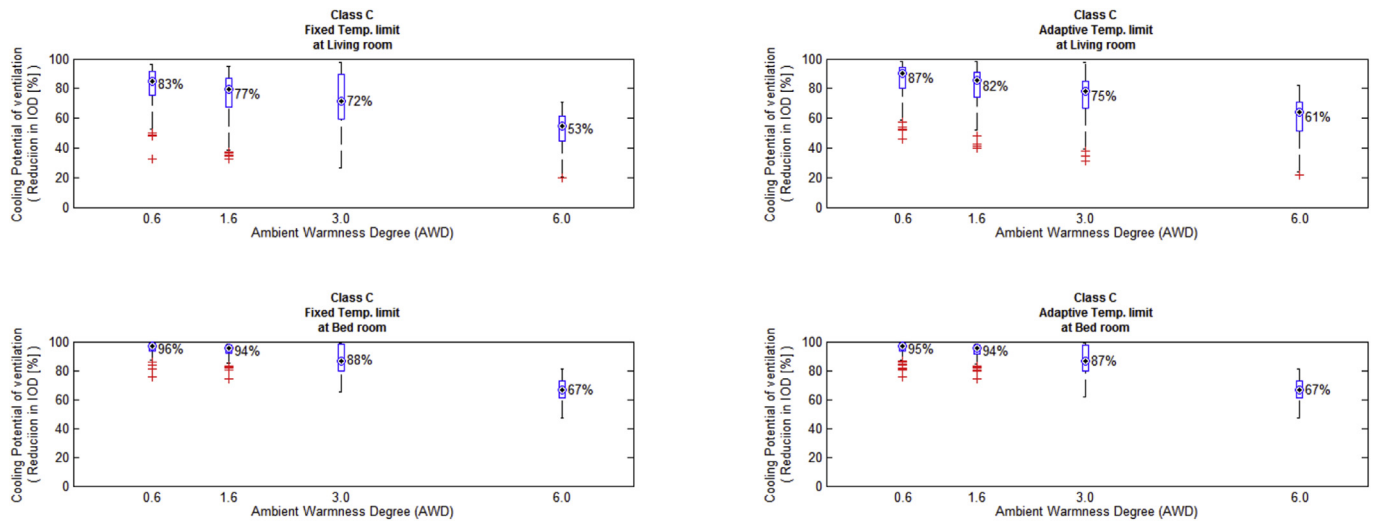 Class C
Fixed Temp. limit
at Living room
Cooling Potential of ventilation
( Reduciion in IOD [%] )
100
80
60
40
20
0
83%
77%
72%
53%
0.6 1.6 3.0 6.0
Ambient Warmness Degree (AWD)
Class C
Adaptive Temp. limit
at Living room
Cooling Potential of ventilation
( Reduciion in IOD [%] )
100
80
60
40
20
0
87%
82%
75%
61%
0.6 1.6 3.0 6.0
Ambient Warmness Degree (AWD)
Class C
Fixed Temp. limit
at Bed room
Cooling Potential of ventilation
( Reduciion in IOD [%] )
100
80
60
40
20
0
96%
94%
88%
67%
0.6 1.6 3.0 6.0
Ambient Warmness Degree (AWD)
Class C
Adaptive Temp. limit
at Bed room
Cooling Potential of ventilation
( Reduciion in IOD [%] )
100
80
60
40
20
0
95%
94%
87%
67%
0.6 1.6 3.0 6.0
Ambient Warmness Degree (AWD)